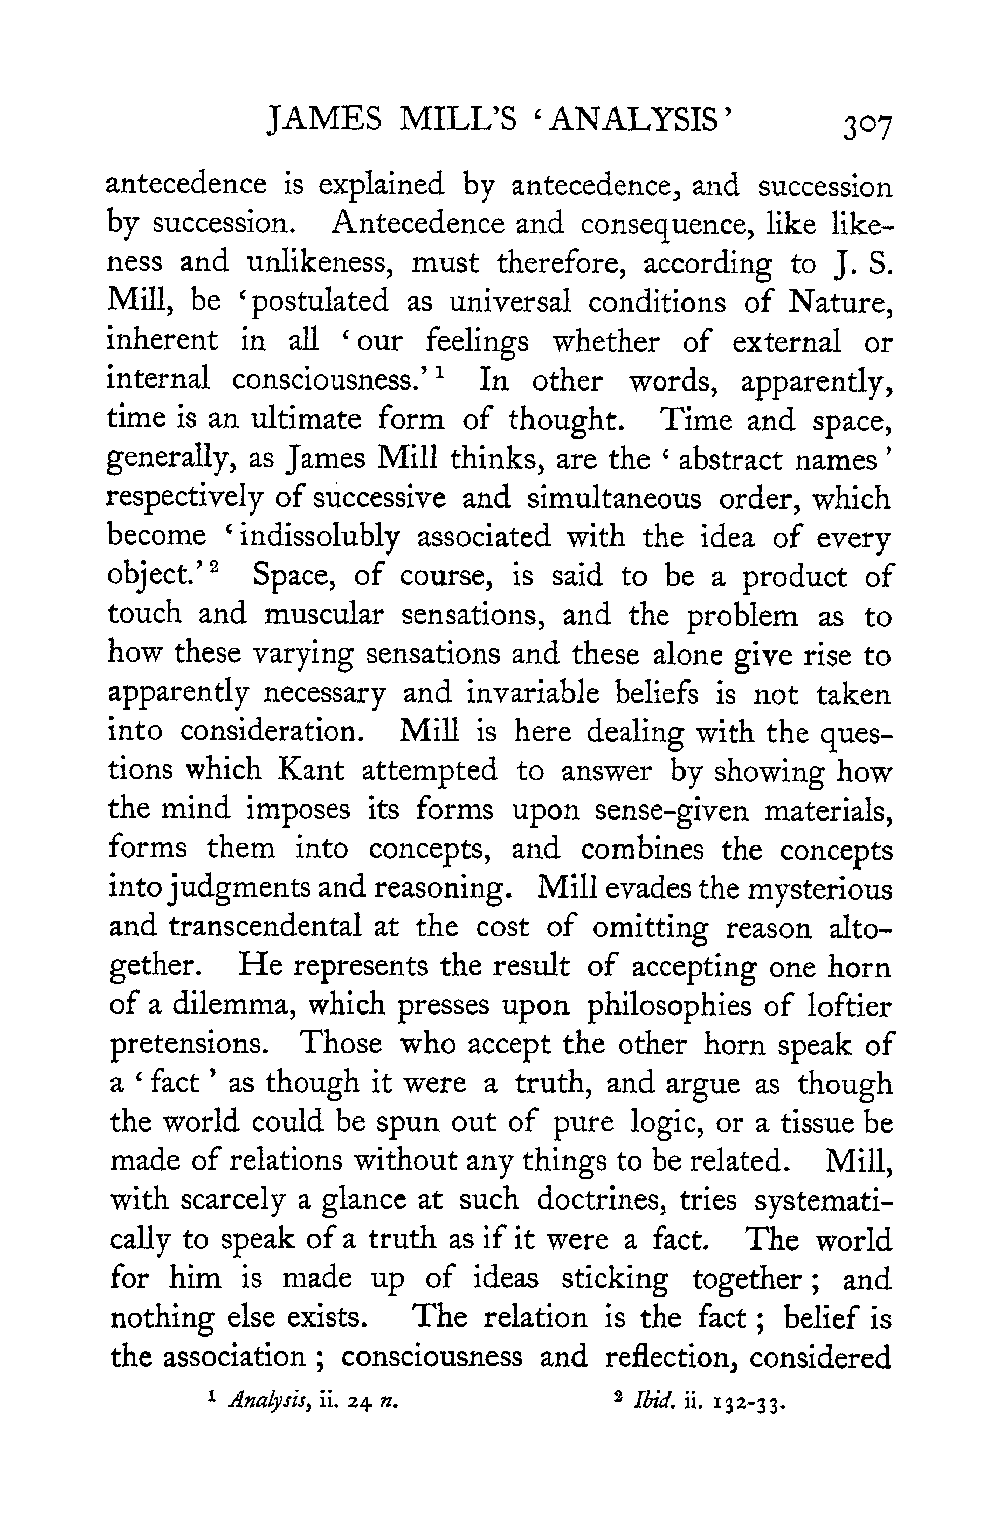 JAMES MILL'S ‘ANALYSIS’ 307
antecedence is explained by antecedence, and succession
by succession. Antecedence and consequence, like like-
ness and unlikeness, must therefore, according to J. S.
Mill, be ‘postulated as universal conditions of Nature,
inherent in all ‘our feelings whether of external or
internal consciousness.’¹ In other words, apparently,
time is an ultimate form of thought. Time and space,
generally, as James Mill thinks, are the ‘abstract names’
respectively of successive and simultaneous order, which
become ‘indissolubly associated with the idea of every
object.’² Space, of course, is said to be a product of
touch and muscular sensations, and the problem as to
how these varying sensations and these alone give rise to
apparently necessary and invariable beliefs is not taken
into consideration. Mill is here dealing with the ques-
tions which Kant attempted to answer by showing how
the mind imposes its forms upon sense-given materials,
forms them into concepts, and combines the concepts
into judgments and reasoning. Mill evades the mysterious
and transcendental at the cost of omitting reason alto-
gether. He represents the result of accepting one horn
of a dilemma, which presses upon philosophies of loftier
pretensions. Those who accept the other horn speak of
a ‘fact’ as though it were a truth, and argue as though
the world could be spun out of pure logic, or a tissue be
made of relations without any things to be related. Mill,
with scarcely a glance at such doctrines, tries systemati-
cally to speak of a truth as if it were a fact. The world
for him is made up of ideas sticking together; and
nothing else exists. The relation is the fact; belief is
the association; consciousness and reflection, considered
¹ Analysis, ii. 24 n. ² Ibid. ii. 132-33.